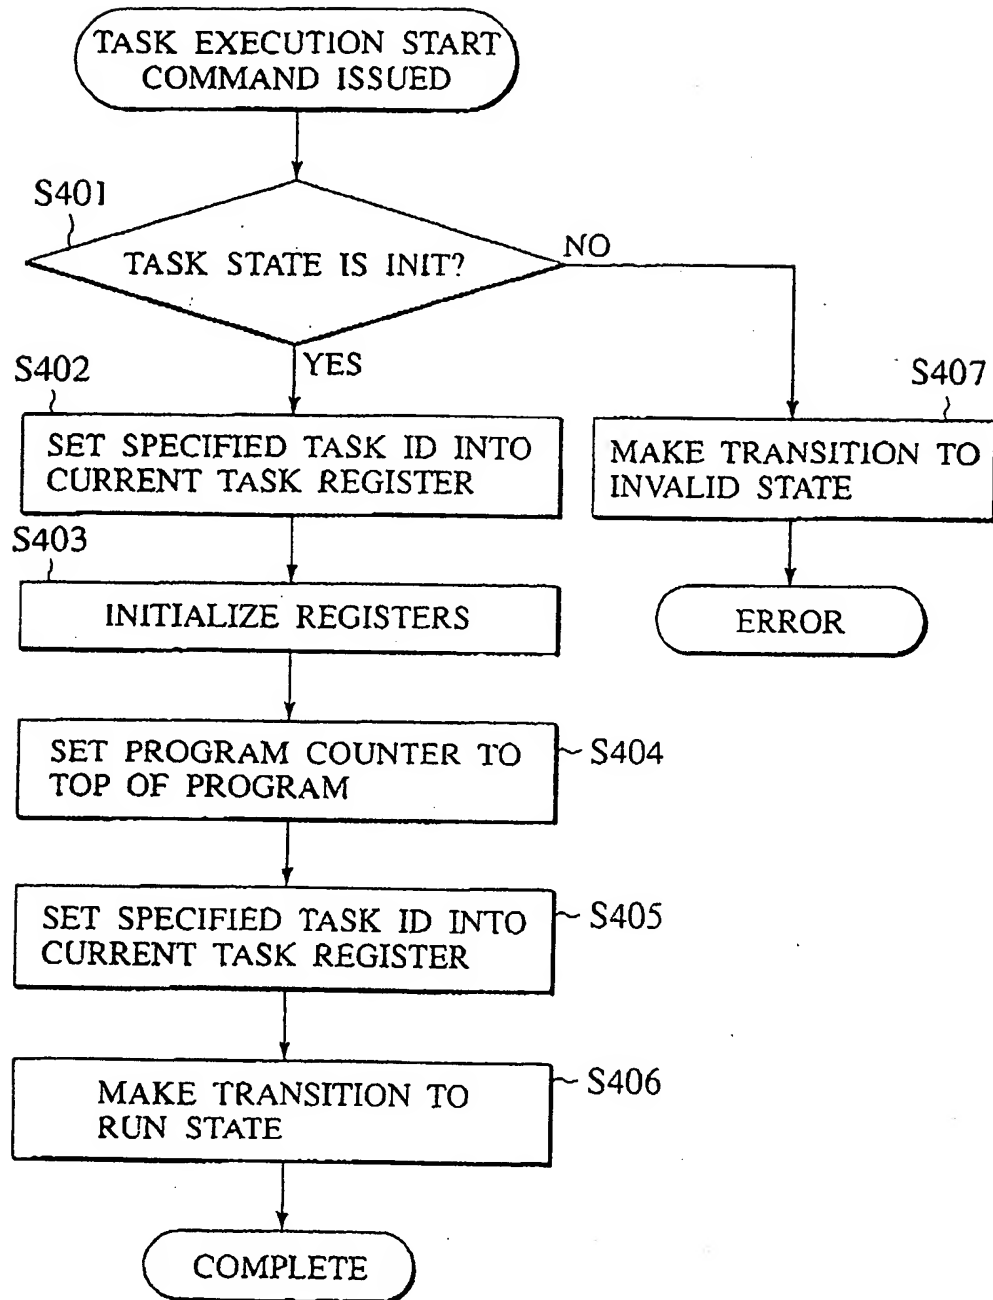 TASK EXECUTION START
COMMAND ISSUED
S401
TASK STATE IS INIT?
NO
YES
S402
SET SPECIFIED TASK ID INTO
CURRENT TASK REGISTER
S407
MAKE TRANSITION TO
INVALID STATE
S403
INITIALIZE REGISTERS
ERROR
SET PROGRAM COUNTER TO
TOP OF PROGRAM
S404
SET SPECIFIED TASK ID INTO
CURRENT TASK REGISTER
S405
MAKE TRANSITION TO
RUN STATE
S406
COMPLETE